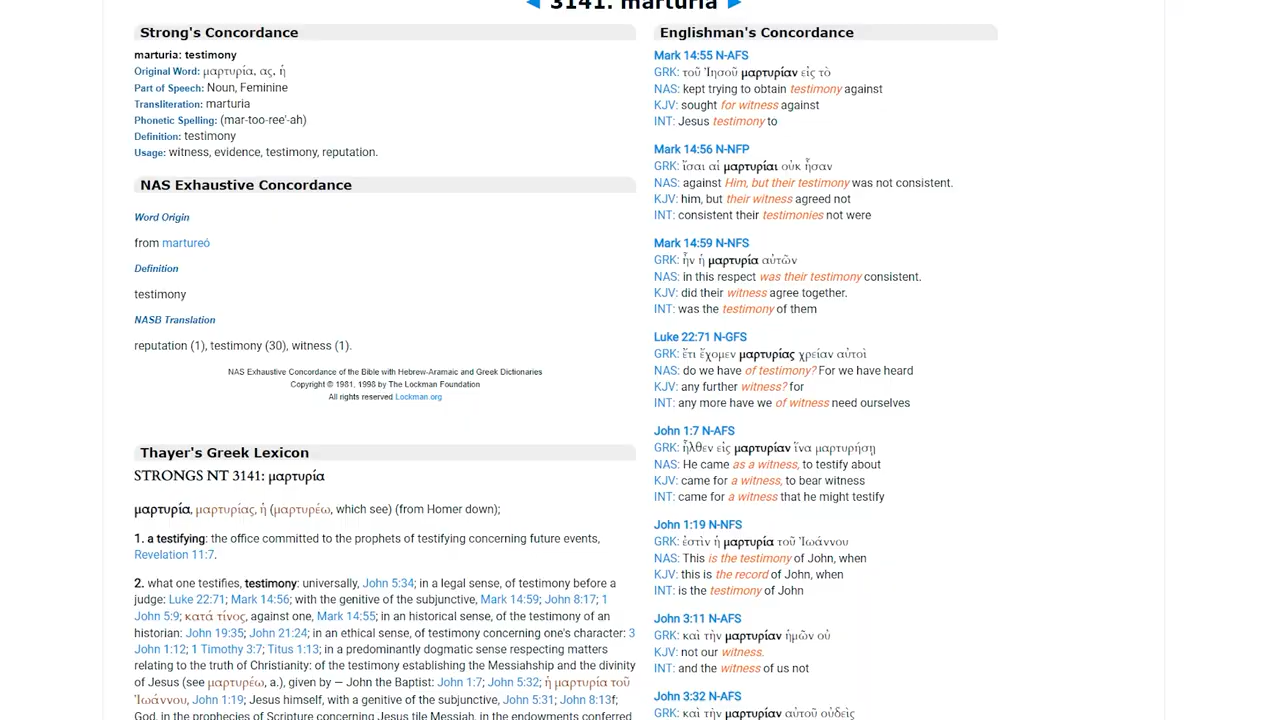 ◄ 3141. marturia ►
Strong's Concordance
marturia: testimony
Original Word: μαρτυρία, ας, ἡ
Part of Speech: Noun, Feminine
Transliteration: marturia
Phonetic Spelling: (mar-too-ree'-ah)
Definition: testimony
Usage: witness, evidence, testimony, reputation.
NAS Exhaustive Concordance
Word Origin
from martureó
Definition
testimony
NASB Translation
reputation (1), testimony (30), witness (1).
NAS Exhaustive Concordance of the Bible with Hebrew-Aramaic and Greek Dictionaries
Copyright © 1981, 1998 by The Lockman Foundation
All rights reserved Lockman.org
Thayer's Greek Lexicon
STRONGS NT 3141: μαρτυρία
μαρτυρία, μαρτυρίας, ἡ (μαρτυρέω, which see) (from Homer down);
1. a testifying: the office committed to the prophets of testifying concerning future events,
Revelation 11:7.
2. what one testifies, testimony: universally, John 5:34; in a legal sense, of testimony before a
judge: Luke 22:71; Mark 14:56; with the genitive of the subjunctive, Mark 14:59; John 8:17; 1
John 5:9; κατά τίνος, against one, Mark 14:55; in an historical sense, of the testimony of an
historian: John 19:35; John 21:24; in an ethical sense, of testimony concerning one's character: 3
John 1:12; 1 Timothy 3:7; Titus 1:13; in a predominantly dogmatic sense respecting matters
relating to the truth of Christianity: of the testimony establishing the Messiahship and the divinity
of Jesus (see μαρτυρέω, a.), given by — John the Baptist: John 1:7; John 5:32; ἡ μαρτυρία τοῦ
Ἰωάννου, John 1:19; Jesus himself, with a genitive of the subjunctive, John 5:31; John 8:13f;
God, in the prophecies of Scripture concerning Jesus tile Messiah, in the endowments conferred
Englishman's Concordance
Mark 14:55 N-AFS
GRK: τοῦ Ἰησοῦ μαρτυρίαν εἰς τὸ
NAS: kept trying to obtain testimony against
KJV: sought for witness against
INT: Jesus testimony to
Mark 14:56 N-NFP
GRK: ἴσαι αἱ μαρτυρίαι οὐκ ἦσαν
NAS: against Him, but their testimony was not consistent.
KJV: him, but their witness agreed not
INT: consistent their testimonies not were
Mark 14:59 N-NFS
GRK: ἦν ἡ μαρτυρία αὐτῶν
NAS: in this respect was their testimony consistent.
KJV: did their witness agree together.
INT: was the testimony of them
Luke 22:71 N-GFS
GRK: ἔτι ἔχομεν μαρτυρίας χρείαν αὐτοὶ
NAS: do we have of testimony? For we have heard
KJV: any further witness? for
INT: any more have we of witness need ourselves
John 1:7 N-AFS
GRK: ἦλθεν εἰς μαρτυρίαν ἵνα μαρτυρήσῃ
NAS: He came as a witness, to testify about
KJV: came for a witness, to bear witness
INT: came for a witness that he might testify
John 1:19 N-NFS
GRK: ἐστὶν ἡ μαρτυρία τοῦ Ἰωάννου
NAS: This is the testimony of John, when
KJV: this is the record of John, when
INT: is the testimony of John
John 3:11 N-AFS
GRK: καὶ τὴν μαρτυρίαν ἡμῶν οὐ
KJV: not our witness.
INT: and the witness of us not
John 3:32 N-AFS
GRK: καὶ τὴν μαρτυρίαν αὐτοῦ οὐδεὶς